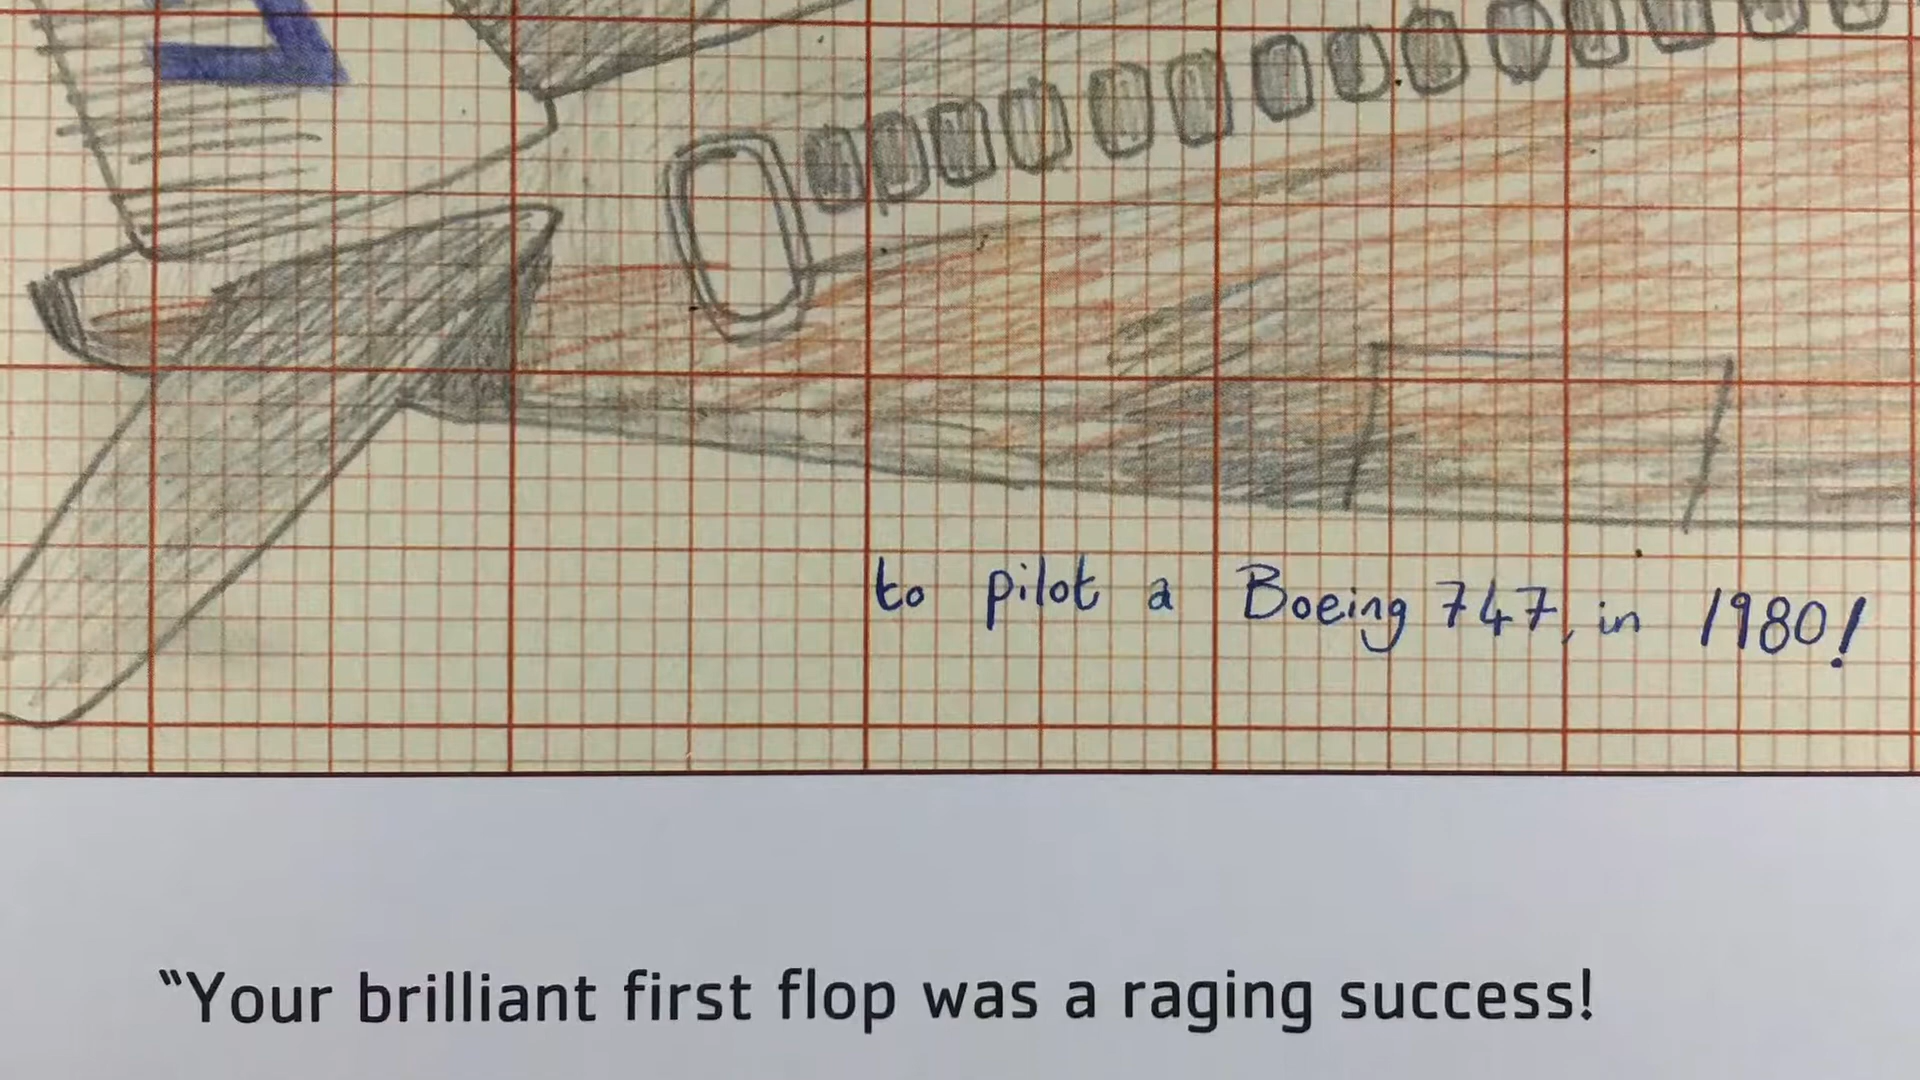 to pilot a Boeing 747, in 1980!
“Your brilliant first flop was a raging success!